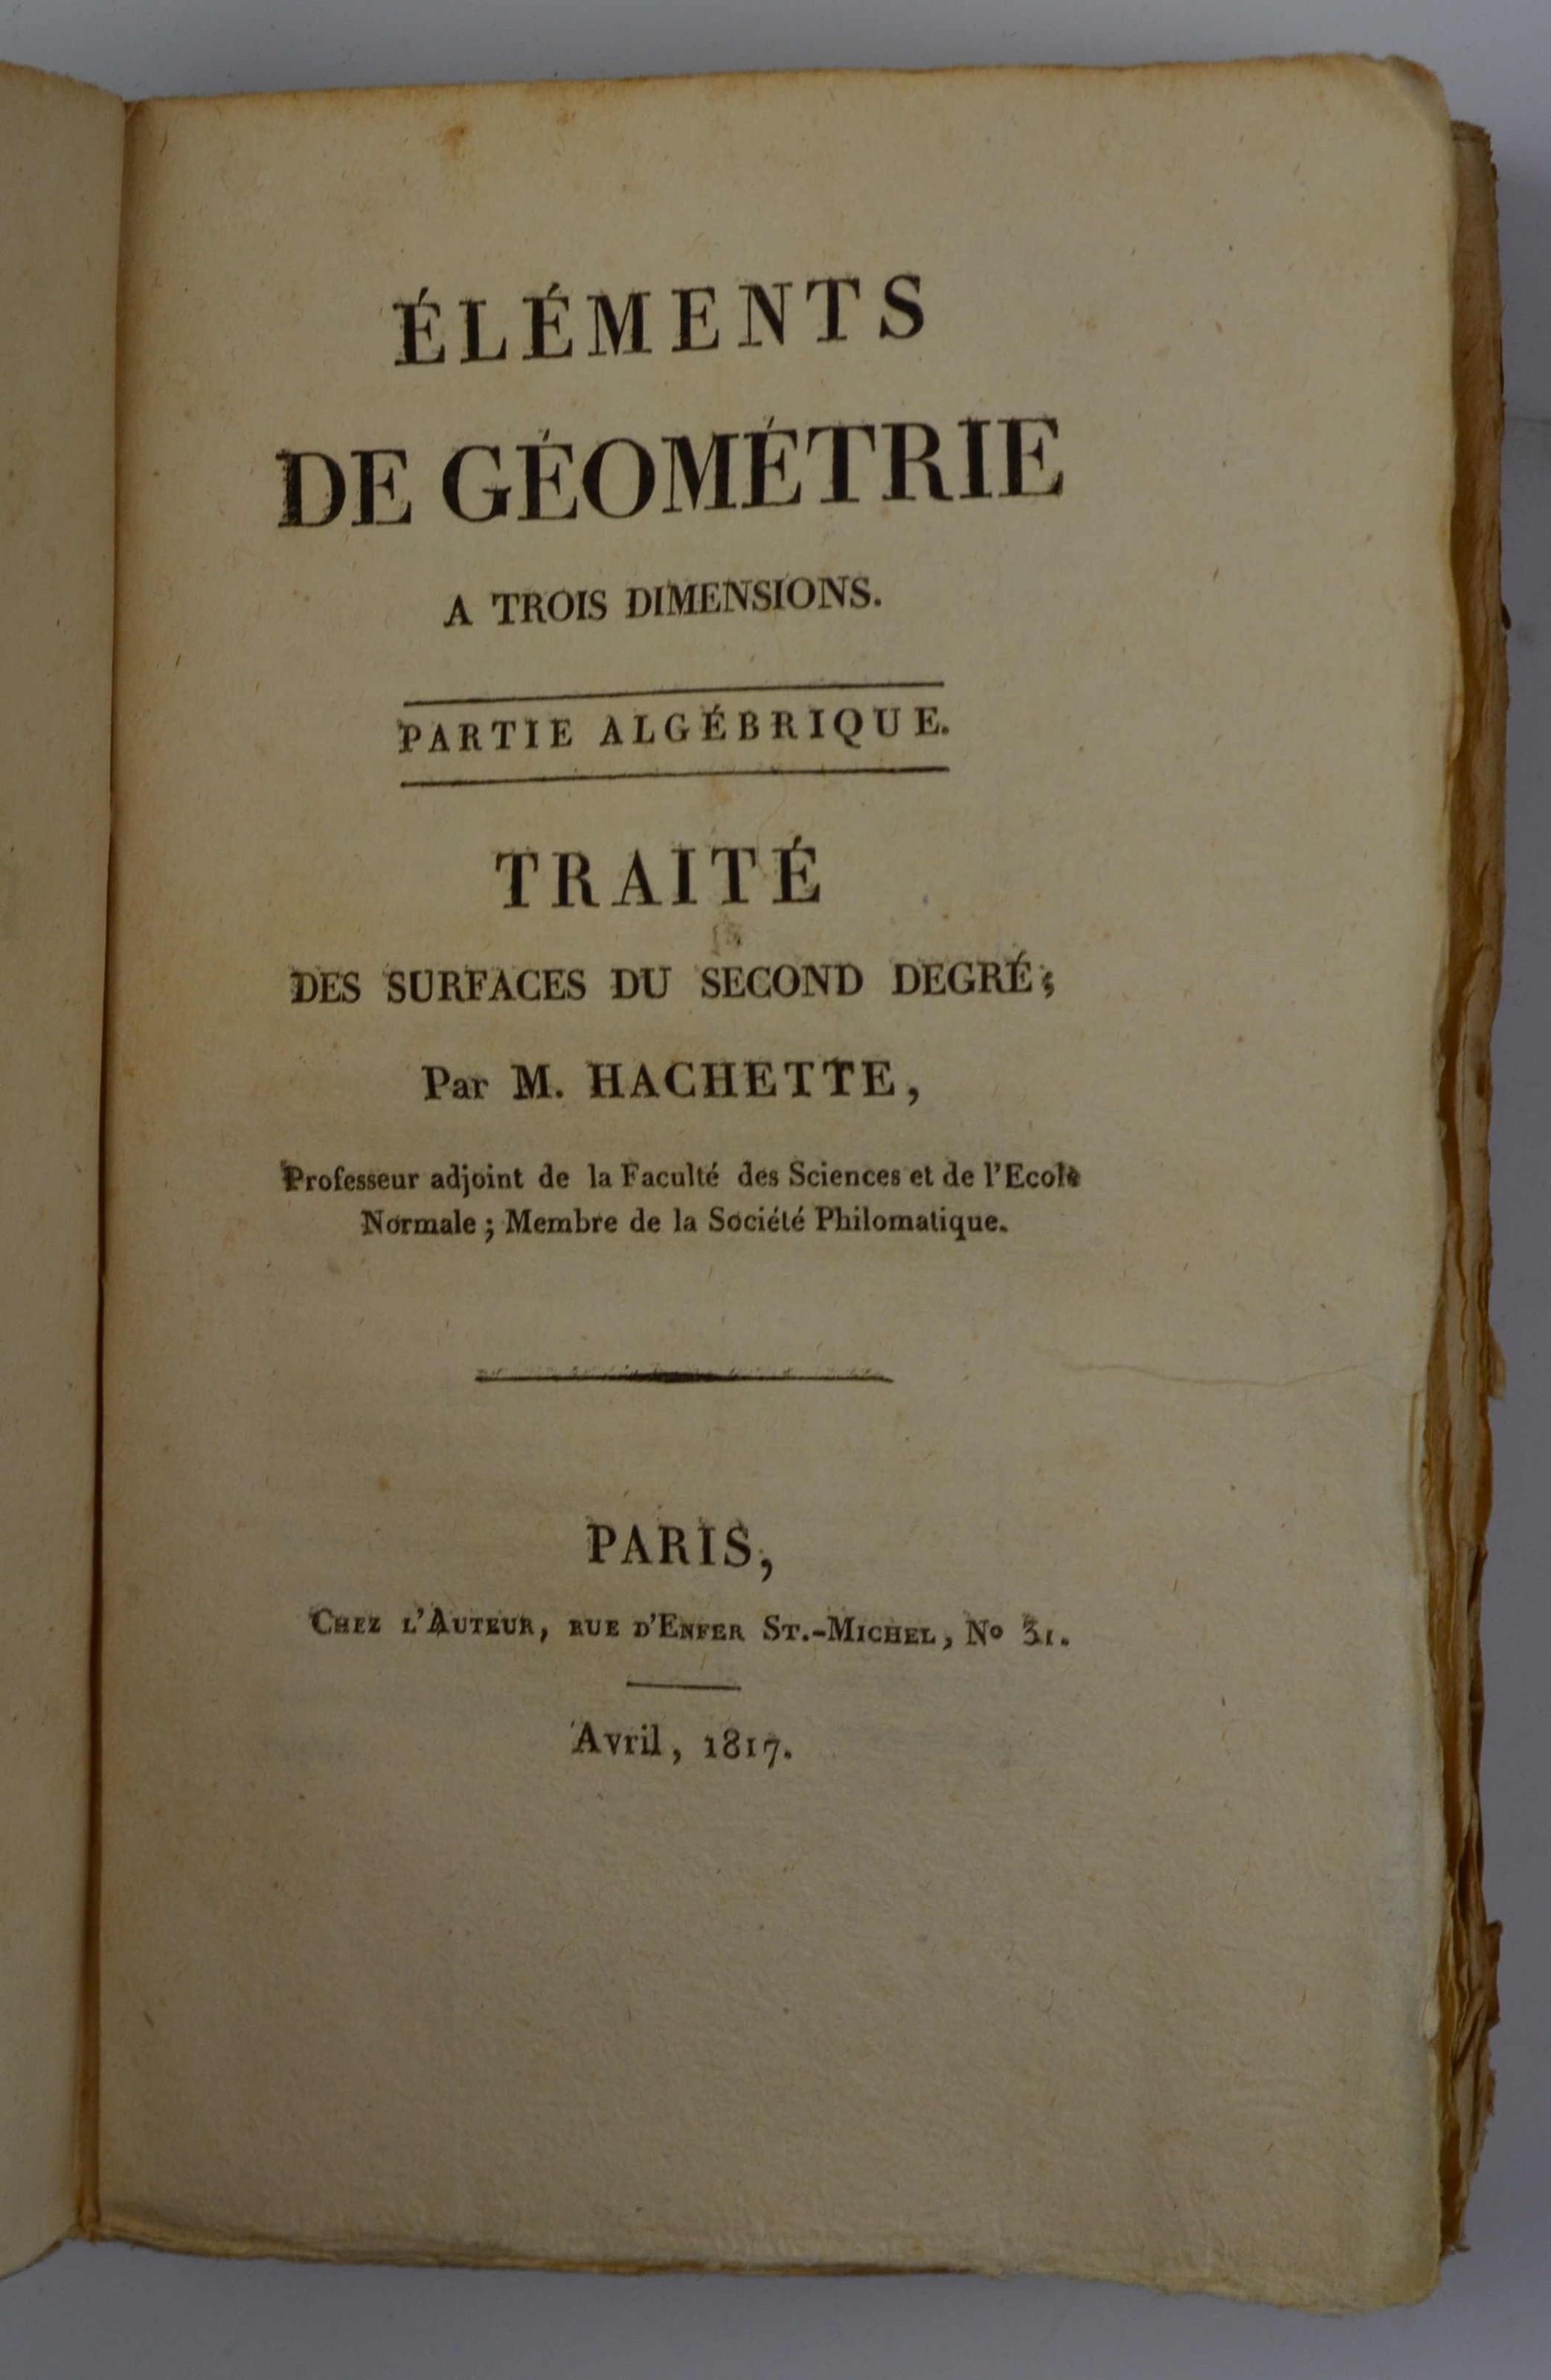 ÉLÉMENTS
DE GÉOMÉTRIE
A TROIS DIMENSIONS.
PARTIE ALGÉBRIQUE.
TRAITÉ
DES SURFACES DU SECOND DEGRÉ;
Par M. HACHETTE,
Professeur adjoint de la Faculté des Sciences et de l'Ecole
Normale ; Membre de la Société Philomatique.
PARIS,
CHEZ L'AUTEUR, RUE D'ENFER ST.-MICHEL, No 31.
Avril, 1817.